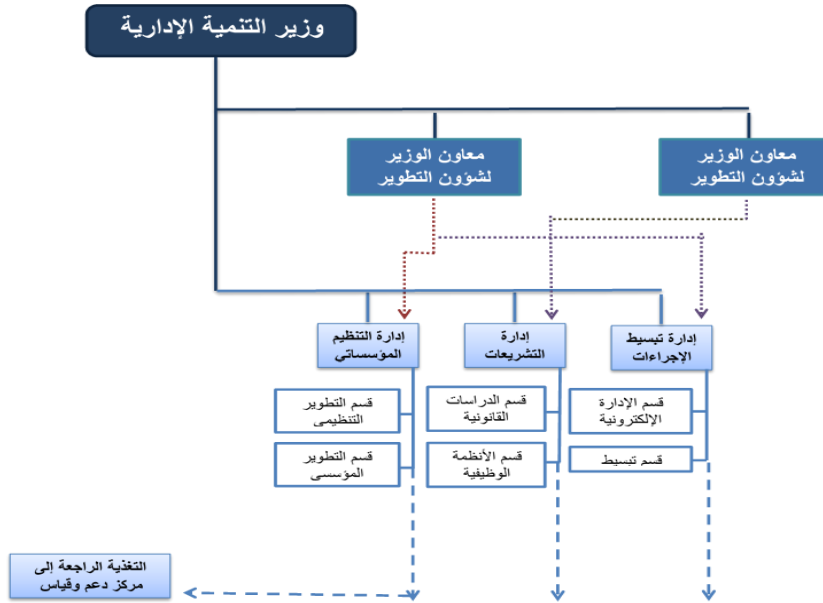 وزير التنمية الإدارية
معاون الوزير
لشؤون التطوير
معاون الوزير
لشؤون التطوير
إدارة تبسيط
الإجراءات
إدارة
التشريعات
إدارة التنظيم
المؤسساتي
قسم الإدارة
الإلكترونية
قسم الدراسات
القانونية
قسم التطوير
التنظيمى
قسم تبسيط
قسم الأنظمة
الوظيفية
قسم التطوير
المؤسسى
التغذية الراجعة إلى
مركز دعم وقياس